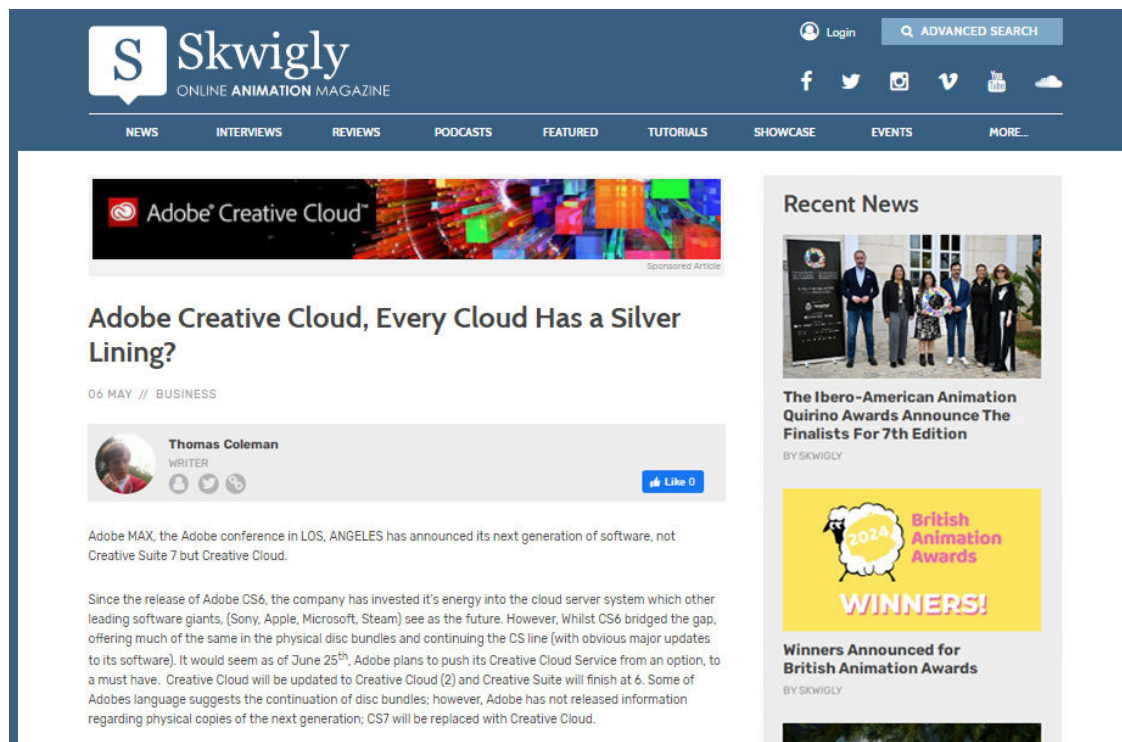 S Skwigly
ONLINE ANIMATION MAGAZINE
Login
ADVANCED SEARCH
NEWS INTERVIEWS REVIEWS PODCASTS FEATURED TUTORIALS SHOWCASE EVENTS MORE...
Adobe® Creative Cloud™
Sponsored Article
Adobe Creative Cloud, Every Cloud Has a Silver
Lining?
06 MAY // BUSINESS
Thomas Coleman
WRITER
Like 0
Adobe MAX, the Adobe conference in LOS, ANGELES has announced its next generation of software, not
Creative Suite 7 but Creative Cloud.
Since the release of Adobe CS6, the company has invested it's energy into the cloud server system which other
leading software giants, (Sony, Apple, Microsoft, Steam) see as the future. However, Whilst CS6 bridged the gap,
offering much of the same in the physical disc bundles and continuing the CS line (with obvious major updates
to its software). It would seem as of June 25th, Adobe plans to push its Creative Cloud Service from an option, to
a must have. Creative Cloud will be updated to Creative Cloud (2) and Creative Suite will finish at 6. Some of
Adobes language suggests the continuation of disc bundles; however, Adobe has not released information
regarding physical copies of the next generation; CS7 will be replaced with Creative Cloud.
Recent News
The Ibero-American Animation
Quirino Awards Announce The
Finalists For 7th Edition
BY SKWIGLY
2024
British
Animation
Awards
WINNERS!
Winners Announced for
British Animation Awards
BY SKWIGLY